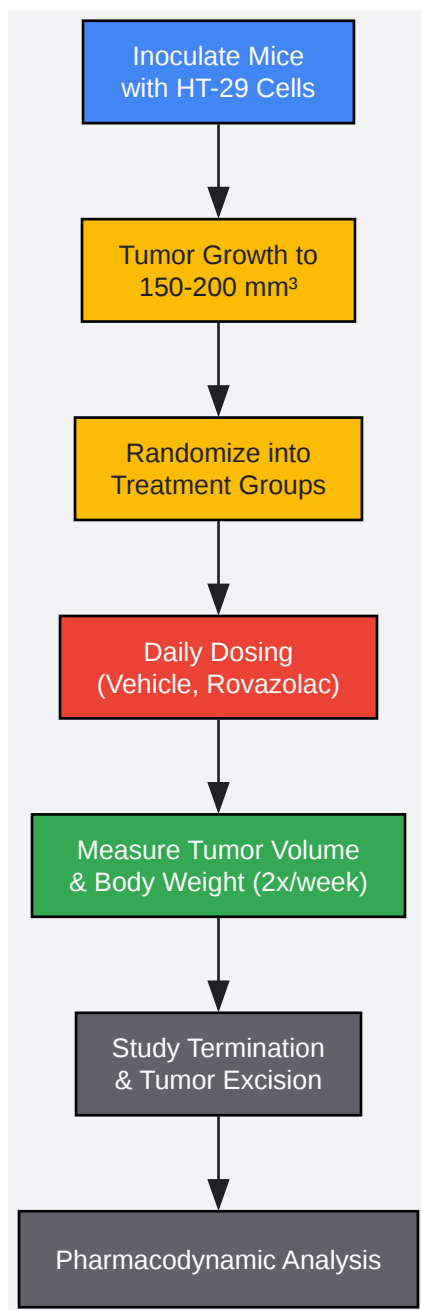 Inoculate Mice
with HT-29 Cells
Tumor Growth to
150-200 mm³
Randomize into
Treatment Groups
Daily Dosing
(Vehicle, Rovazolac)
Measure Tumor Volume
& Body Weight (2x/week)
Study Termination
& Tumor Excision
Pharmacodynamic Analysis